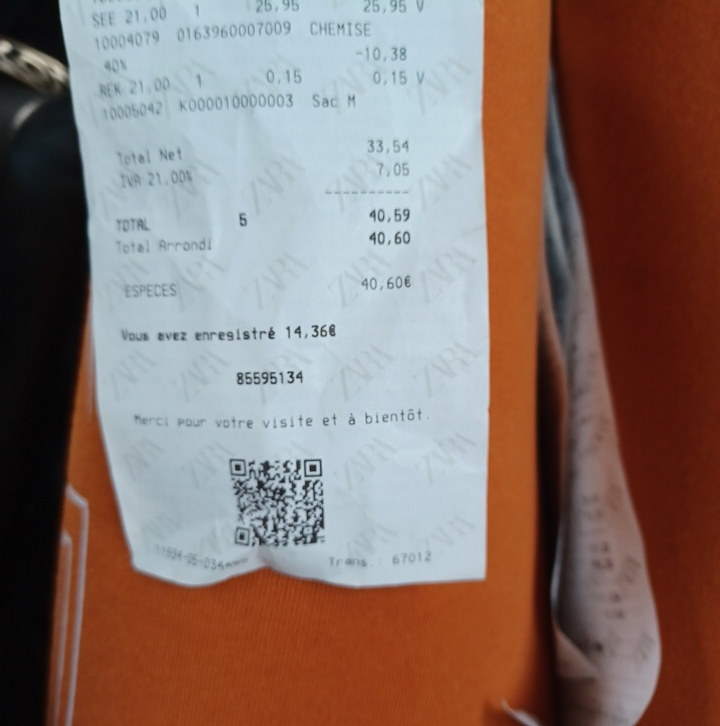 SEE 21,00 1 25,95 25,95 V
10004079 0163960007009 CHEMISE
40% -10,38
REK 21,00 1 0,15 0,15 V
10005042 K000010000003 Sac M
Total Net 33,54
IVA 21.00% 7,05
----------
TOTAL 5 40,59
Total Arrondi 40,60
ESPECES 40,60€
Vous avez enregistré 14,36€
85595134
Merci pour votre visite et à bientôt.
Trans.: 67012
ZARA